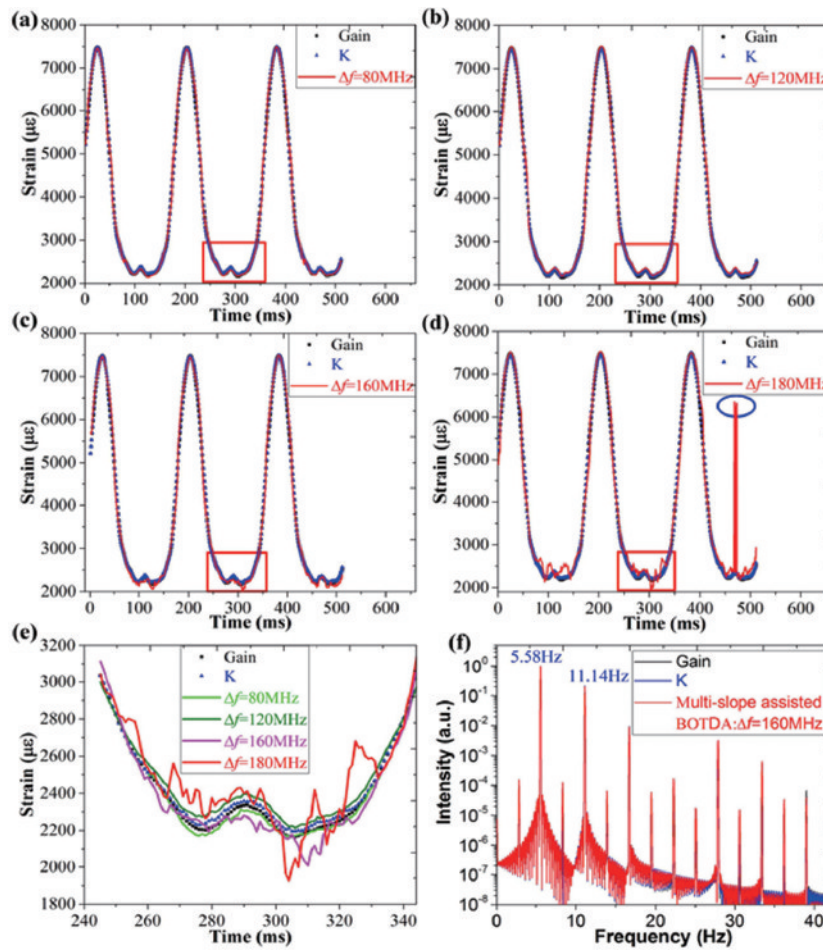 (a)
8000
7000
6000
5000
4000
3000
2000
Strain (με)
0 100 200 300 400 500 600
Time (ms)
Gain
K
Δf=80MHz
(b)
8000
7000
6000
5000
4000
3000
2000
Strain (με)
0 100 200 300 400 500 600
Time (ms)
Gain
K
Δf=120MHz
(c)
8000
7000
6000
5000
4000
3000
2000
Strain (με)
0 100 200 300 400 500 600
Time (ms)
Gain
K
Δf=160MHz
(d)
8000
7000
6000
5000
4000
3000
2000
Strain (με)
0 100 200 300 400 500 600
Time (ms)
Gain
K
Δf=180MHz
(e)
3200
3000
2800
2600
2400
2200
2000
1800
Strain (με)
240 260 280 300 320 340
Time (ms)
Gain
K
Δf=80MHz
Δf=120MHz
Δf=160MHz
Δf=180MHz
(f)
5.58Hz
11.14Hz
Gain
K
Multi-slope assisted
BOTDA:Δf=160MHz
10⁰
10⁻¹
10⁻²
10⁻³
10⁻⁴
10⁻⁵
10⁻⁶
10⁻⁷
10⁻⁸
Intensity (a.u.)
0 10 20 30 40
Frequency (Hz)